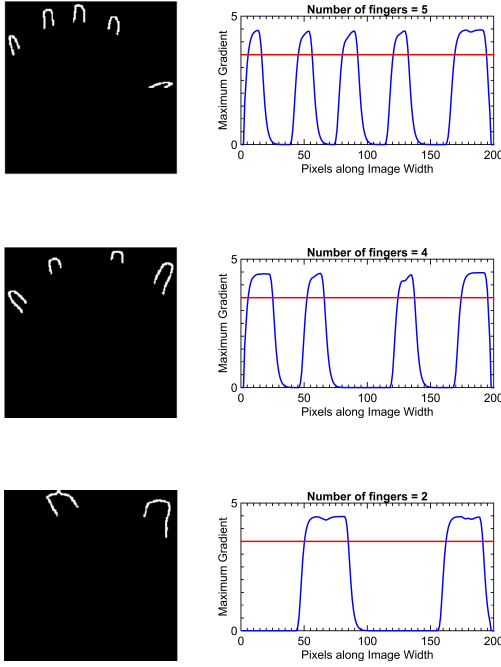 Number of fingers = 5
5
Maximum Gradient
0
0 50 100 150 200
Pixels along Image Width
Number of fingers = 4
5
Maximum Gradient
0
0 50 100 150 200
Pixels along Image Width
Number of fingers = 2
5
Maximum Gradient
0
0 50 100 150 200
Pixels along Image Width